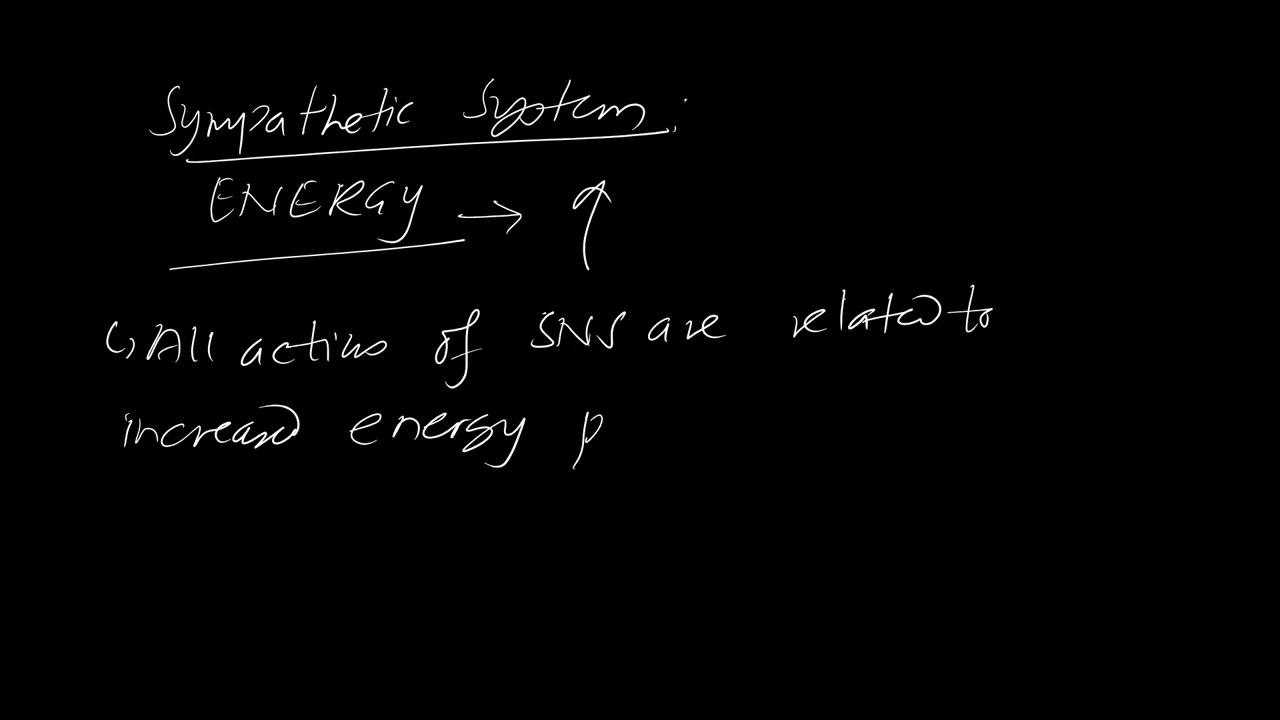 Sympathetic System:
ENERGY → ↑
↳ All actions of SNS are related to
increased energy p